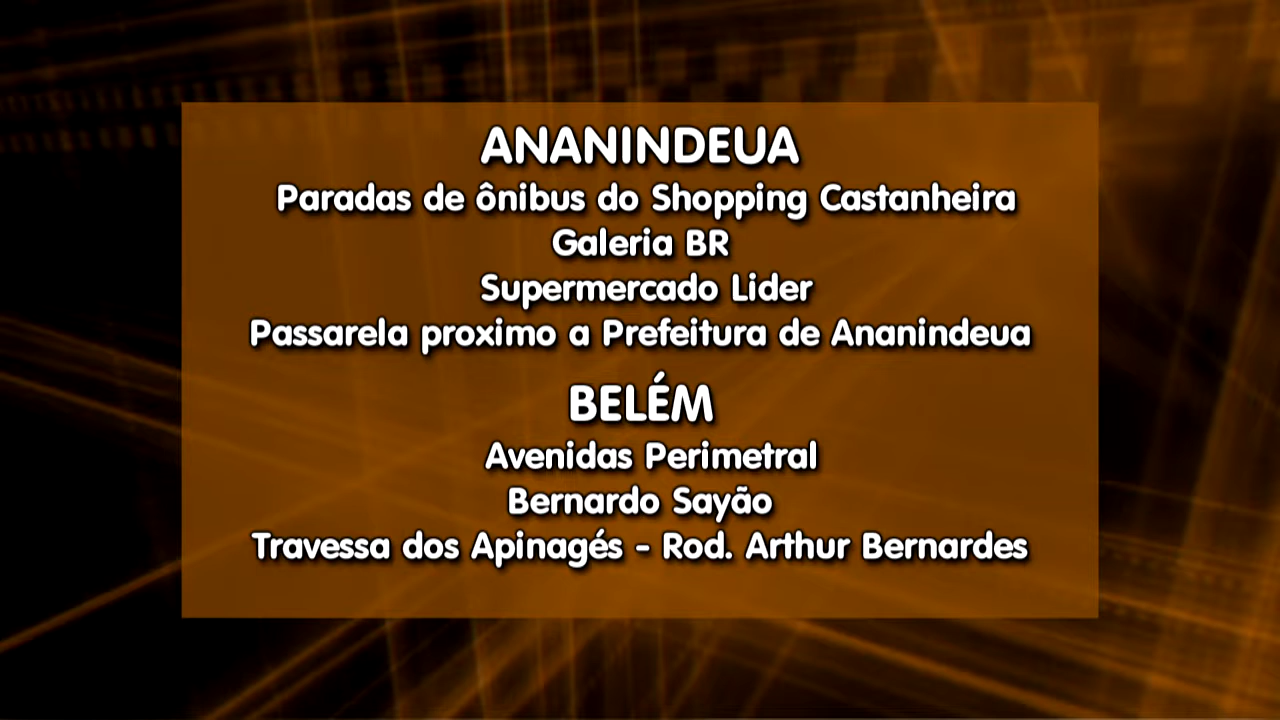 ANANINDEUA
Paradas de ônibus do Shopping Castanheira
Galeria BR
Supermercado Lider
Passarela proximo a Prefeitura de Ananindeua
BELÉM
Avenidas Perimetral
Bernardo Sayão
Travessa dos Apinagés - Rod. Arthur Bernardes